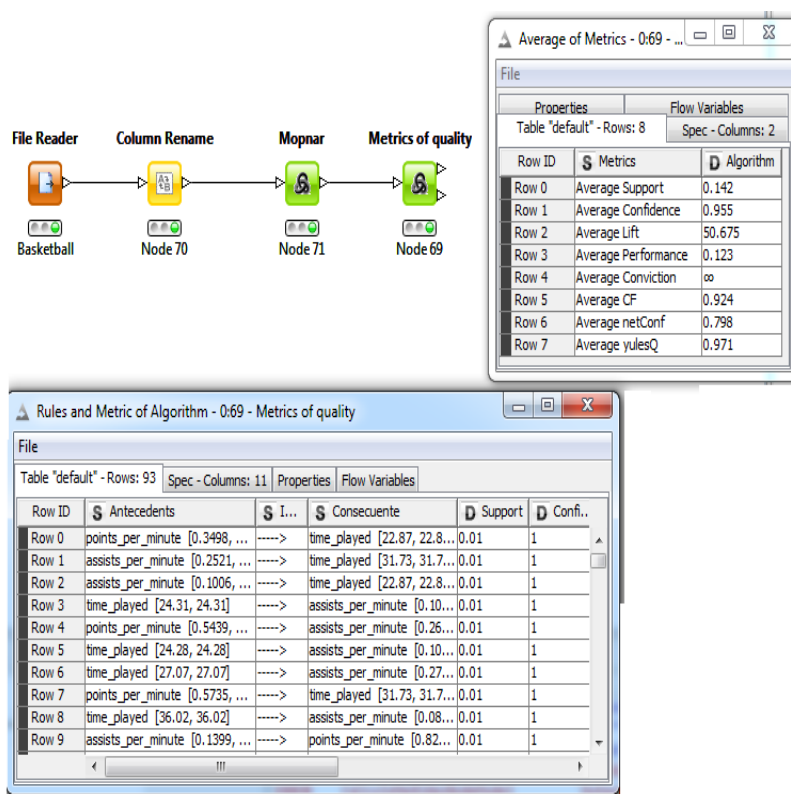 Average of Metrics - 0:69 - ...
File
Properties Flow Variables
Table "default" - Rows: 8 Spec - Columns: 2
Row ID S Metrics D Algorithm
Row 0 Average Support 0.142
Row 1 Average Confidence 0.955
Row 2 Average Lift 50.675
Row 3 Average Performance 0.123
Row 4 Average Conviction ∞
Row 5 Average CF 0.924
Row 6 Average netConf 0.798
Row 7 Average yulesQ 0.971
File Reader Column Rename Mopnar Metrics of quality
Basketball Node 70 Node 71 Node 69
Rules and Metric of Algorithm - 0:69 - Metrics of quality
File
Table "default" - Rows: 93 Spec - Columns: 11 Properties Flow Variables
Row ID S Antecedents S I... S Consecuente D Support D Confi..
Row 0 points_per_minute [0.3498, ... -----> time_played [22.87, 22.8... 0.01 1
Row 1 assists_per_minute [0.2521, ... -----> time_played [31.73, 31.7... 0.01 1
Row 2 assists_per_minute [0.1006, ... -----> time_played [22.87, 22.8... 0.01 1
Row 3 time_played [24.31, 24.31] -----> assists_per_minute [0.10... 0.01 1
Row 4 points_per_minute [0.5439, ... -----> assists_per_minute [0.26... 0.01 1
Row 5 time_played [24.28, 24.28] -----> assists_per_minute [0.10... 0.01 1
Row 6 time_played [27.07, 27.07] -----> assists_per_minute [0.27... 0.01 1
Row 7 points_per_minute [0.5735, ... -----> time_played [31.73, 31.7... 0.01 1
Row 8 time_played [36.02, 36.02] -----> assists_per_minute [0.08... 0.01 1
Row 9 assists_per_minute [0.1399, ... -----> points_per_minute [0.82... 0.01 1